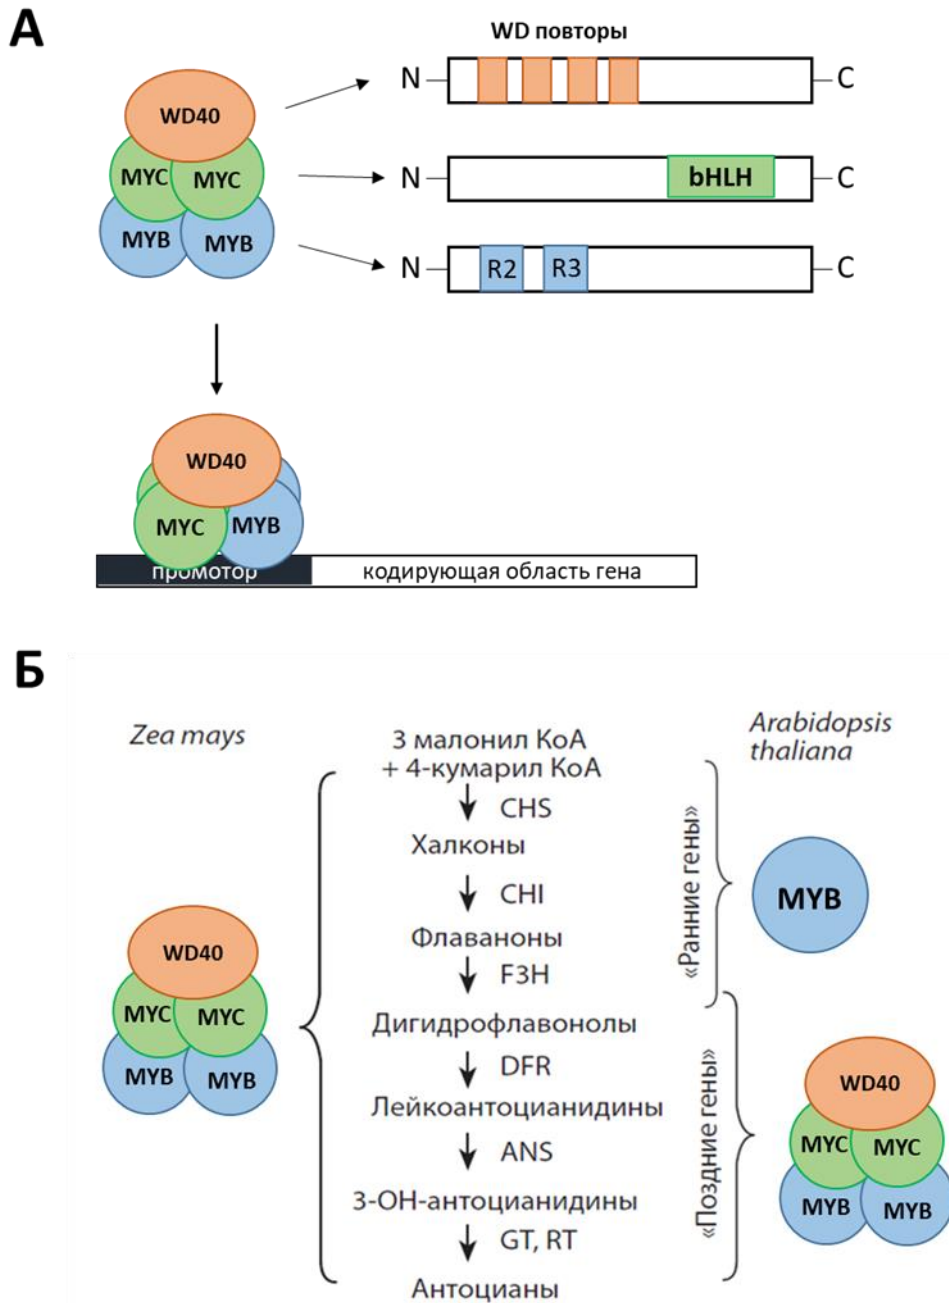 А
WD повторы
WD40
N
C
MYC
MYC
N
bHLH
C
MYB
MYB
N
R2
R3
C
WD40
MYC
MYB
промотор
кодирующая область гена
Б
Zea mays
3 малонил КоА
+ 4-кумарил КоА
Arabidopsis
thaliana
CHS
Халконы
CHI
Флаваноны
F3H
Дигидрофлавонолы
DFR
Лейкоантоцианидины
ANS
3-ОН-антоцианидины
GT, RT
Антоцианы
WD40
MYC
MYC
MYB
MYB
«Ранние гены»
MYB
«Поздние гены»
WD40
MYC
MYC
MYB
MYB